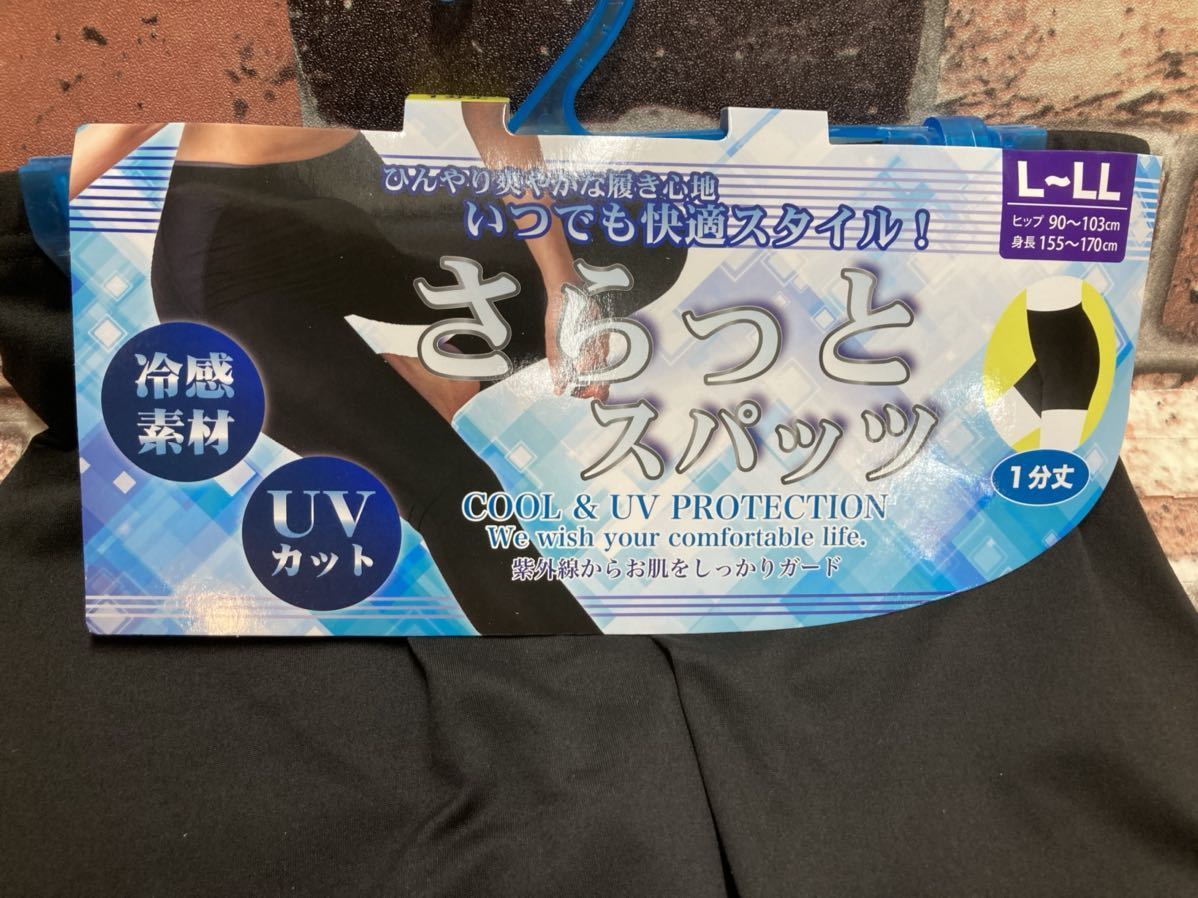 ひんやり爽やかな履き心地
いつでも快適スタイル！
さらっと
スパッツ
COOL & UV PROTECTION
We wish your comfortable life.
紫外線からお肌をしっかりガード
冷感
素材
UV
カット
L〜LL
ヒップ 90〜103cm
身長 155〜170cm
1分丈